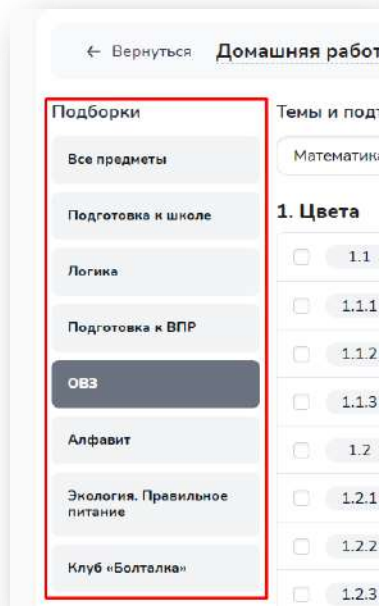 ← Вернуться Домашняя работ
Подборки
Все предметы
Подготовка к школе
Логика
Подготовка к ВПР
ОВЗ
Алфавит
Экология. Правильное
питание
Клуб «Болталка»
Темы и под
Математика
1. Цвета
1.1
1.1.1
1.1.2
1.1.3
1.2
1.2.1
1.2.2
1.2.3